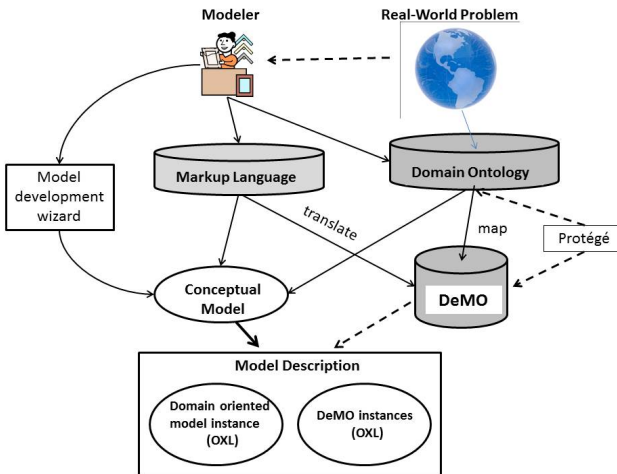 Modeler
Real-World Problem
Model
development
wizard
Markup Language
Domain Ontology
translate
map
Protégé
Conceptual
Model
DeMO
Model Description
Domain oriented
model instance
(OXL)
DeMO instances
(OXL)